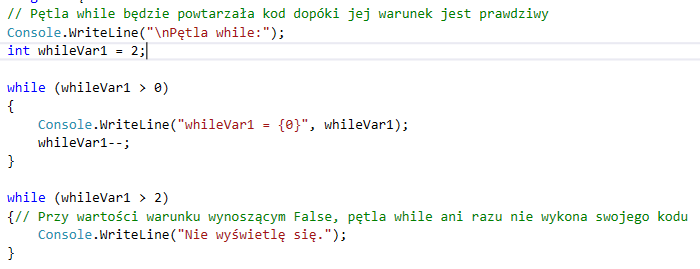 // Pętla while będzie powtarzała kod dopóki jej warunek jest prawdziwy
Console.WriteLine("\nPętla while:");
int whileVar1 = 2;
while (whileVar1 > 0)
{
    Console.WriteLine("whileVar1 = {0}", whileVar1);
    whileVar1--;
}
while (whileVar1 > 2)
{// Przy wartości warunku wynoszącym False, pętla while ani razu nie wykona swojego kodu
    Console.WriteLine("Nie wyświetlę się.");
}